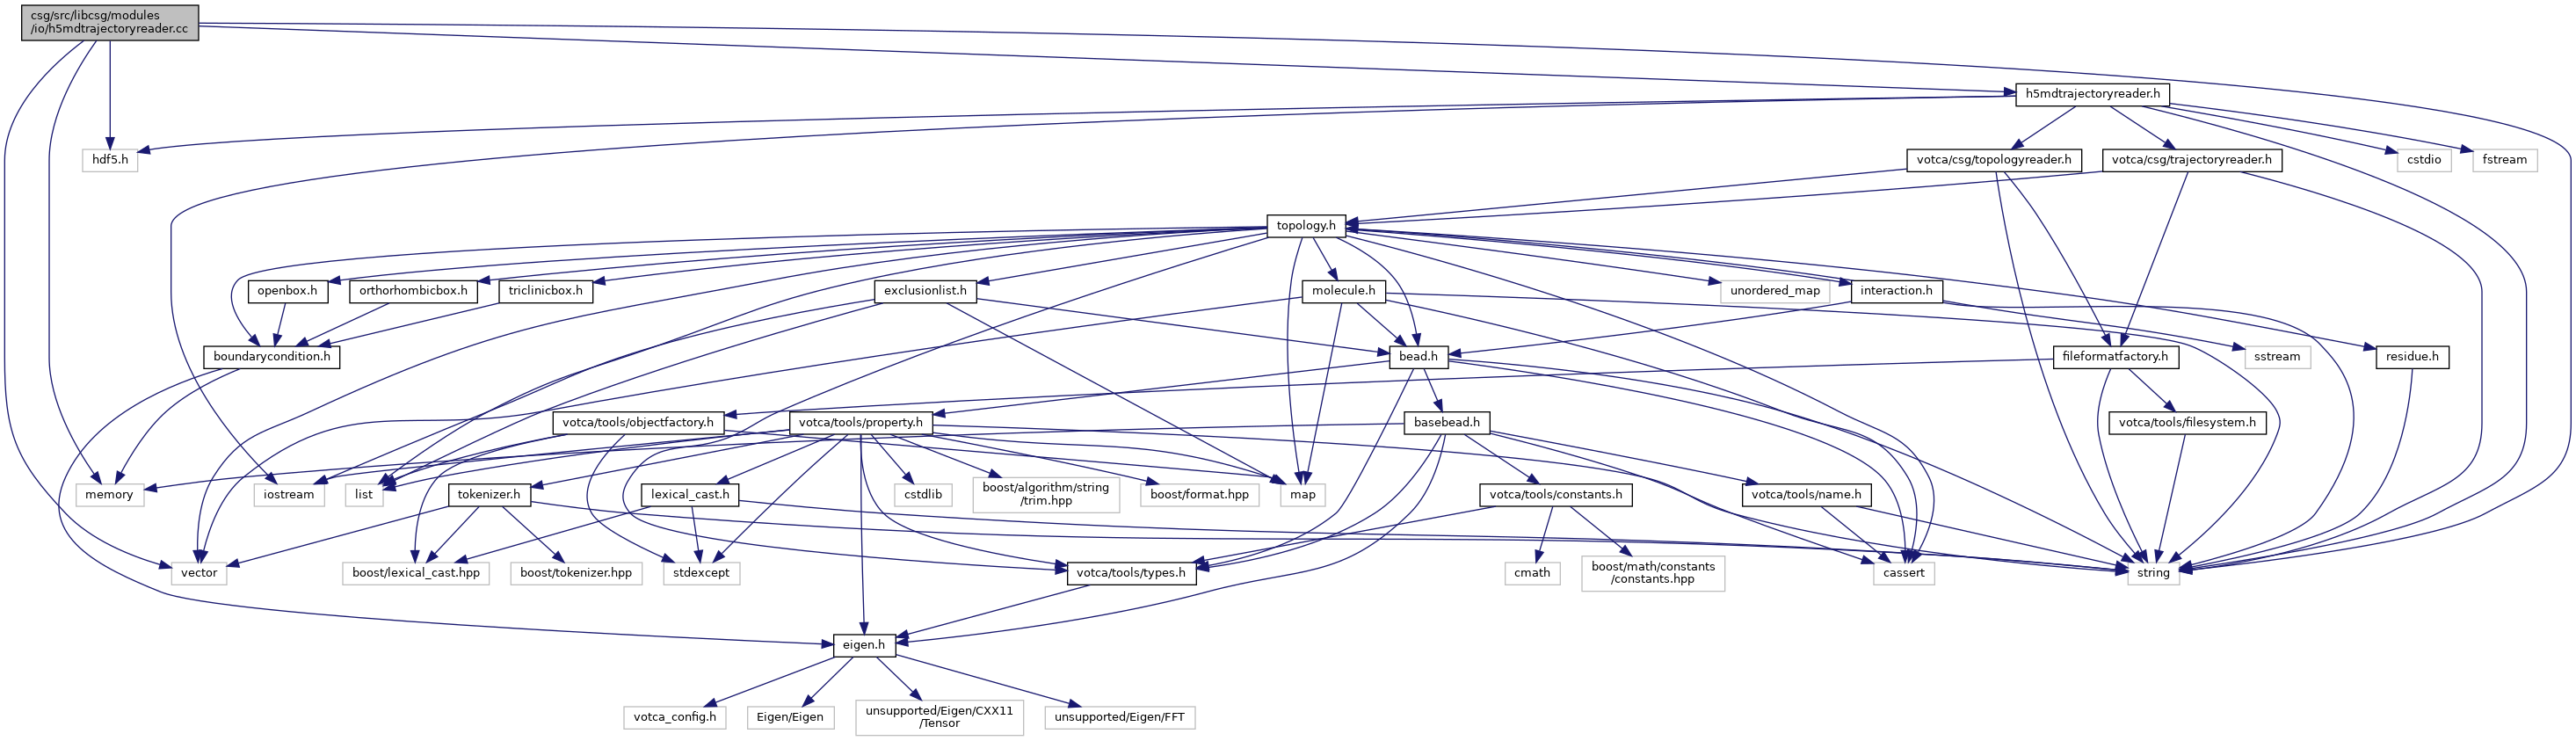 csg/src/libcsg/modules
/io/h5mdtrajectoryreader.cc
h5mdtrajectoryreader.h
hdf5.h
votca/csg/topologyreader.h
votca/csg/trajectoryreader.h
cstdio
fstream
topology.h
openbox.h
orthorhombicbox.h
triclinicbox.h
exclusionlist.h
molecule.h
unordered_map
interaction.h
boundarycondition.h
bead.h
fileformatfactory.h
sstream
residue.h
votca/tools/objectfactory.h
votca/tools/property.h
basebead.h
votca/tools/filesystem.h
memory
iostream
list
tokenizer.h
lexical_cast.h
cstdlib
boost/algorithm/string
/trim.hpp
boost/format.hpp
map
votca/tools/constants.h
votca/tools/name.h
vector
boost/lexical_cast.hpp
boost/tokenizer.hpp
stdexcept
votca/tools/types.h
cmath
boost/math/constants
/constants.hpp
cassert
string
eigen.h
votca_config.h
Eigen/Eigen
unsupported/Eigen/CXX11
/Tensor
unsupported/Eigen/FFT